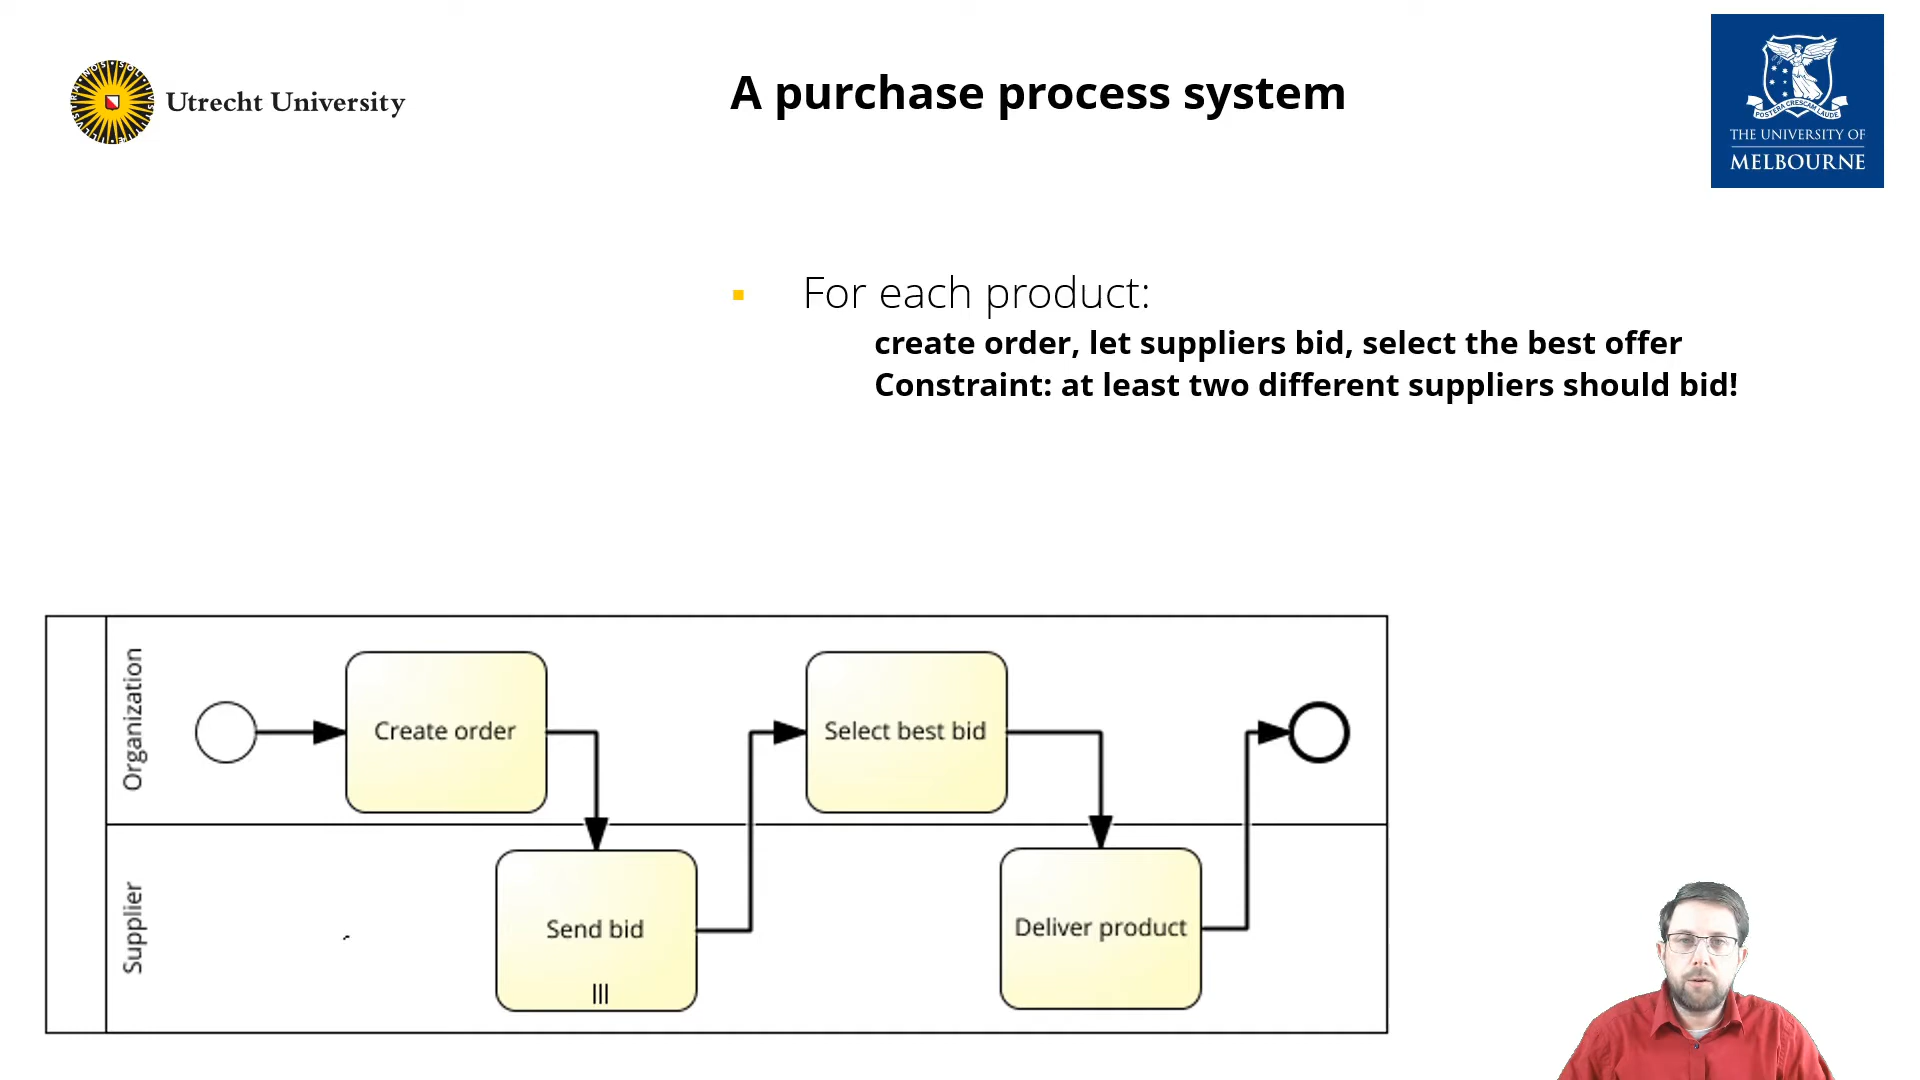 Utrecht University
A purchase process system
THE UNIVERSITY OF
MELBOURNE
For each product:
create order, let suppliers bid, select the best offer
Constraint: at least two different suppliers should bid!
Organization
Create order
Select best bid
Supplier
Send bid
Deliver product